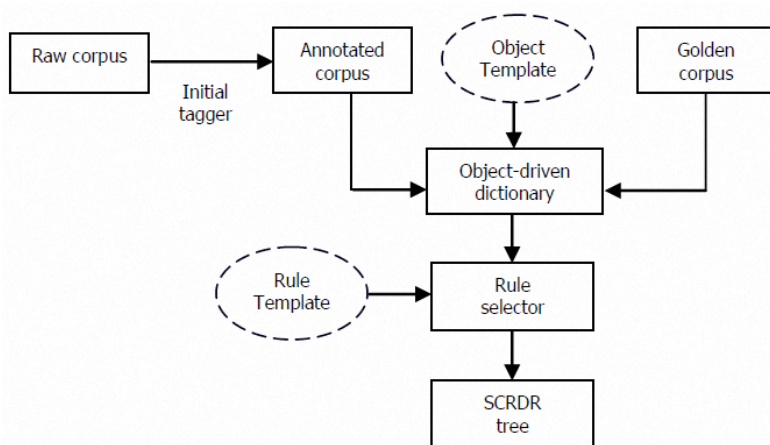 Raw corpus
Initial
tagger
Annotated
corpus
Object
Template
Golden
corpus
Object-driven
dictionary
Rule
Template
Rule
selector
SCRDR
tree